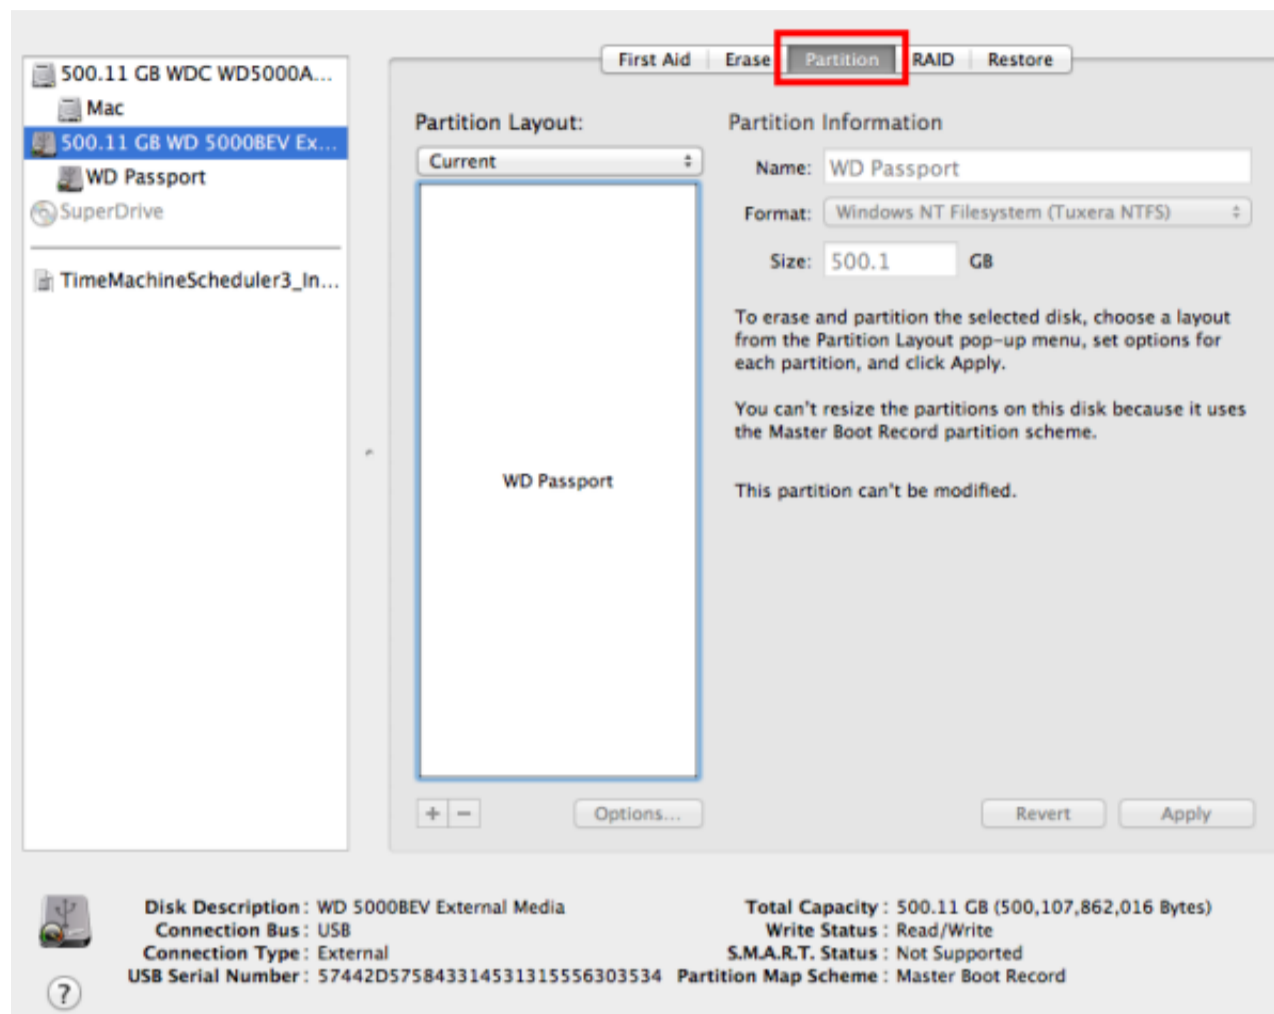 First Aid Erase Partition RAID Restore
500.11 GB WDC WD5000A...
Mac
500.11 GB WD 5000BEV Ex...
WD Passport
SuperDrive
TimeMachineScheduler3_In...
Partition Layout:
Current
WD Passport
+ − Options...
Partition Information
Name: WD Passport
Format: Windows NT Filesystem (Tuxera NTFS)
Size: 500.1 GB
To erase and partition the selected disk, choose a layout
from the Partition Layout pop-up menu, set options for
each partition, and click Apply.
You can't resize the partitions on this disk because it uses
the Master Boot Record partition scheme.
This partition can't be modified.
Revert Apply
Disk Description : WD 5000BEV External Media
Connection Bus : USB
Connection Type : External
USB Serial Number : 57442D575843314531315556303534
Total Capacity : 500.11 GB (500,107,862,016 Bytes)
Write Status : Read/Write
S.M.A.R.T. Status : Not Supported
Partition Map Scheme : Master Boot Record
?